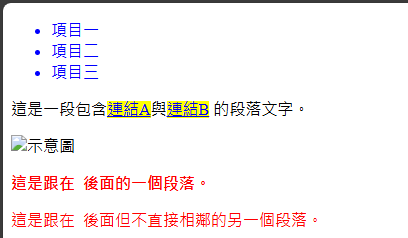 項目一
項目二
項目三
這是一段包含連結A與連結B 的段落文字。
示意圖
這是跟在 後面的一個段落。
這是跟在 後面但不直接相鄰的另一個段落。